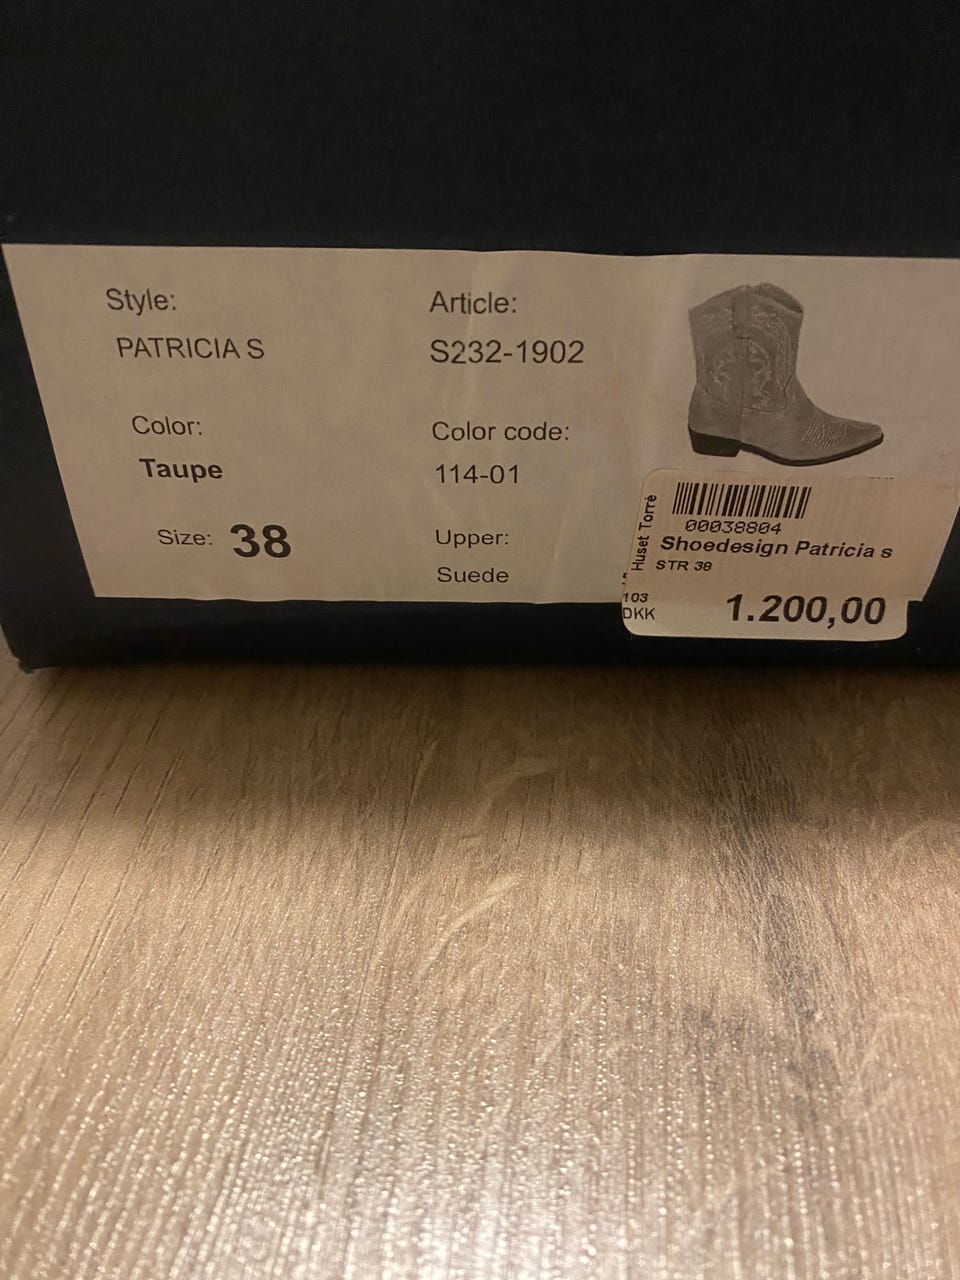 Style:
PATRICIA S
Article:
S232-1902
Color:
Taupe
Color code:
114-01
Size: 38
Upper:
Suede
Huset Torré
00038804
Shoedesign Patricia s
STR 38
103
DKK
1.200,00